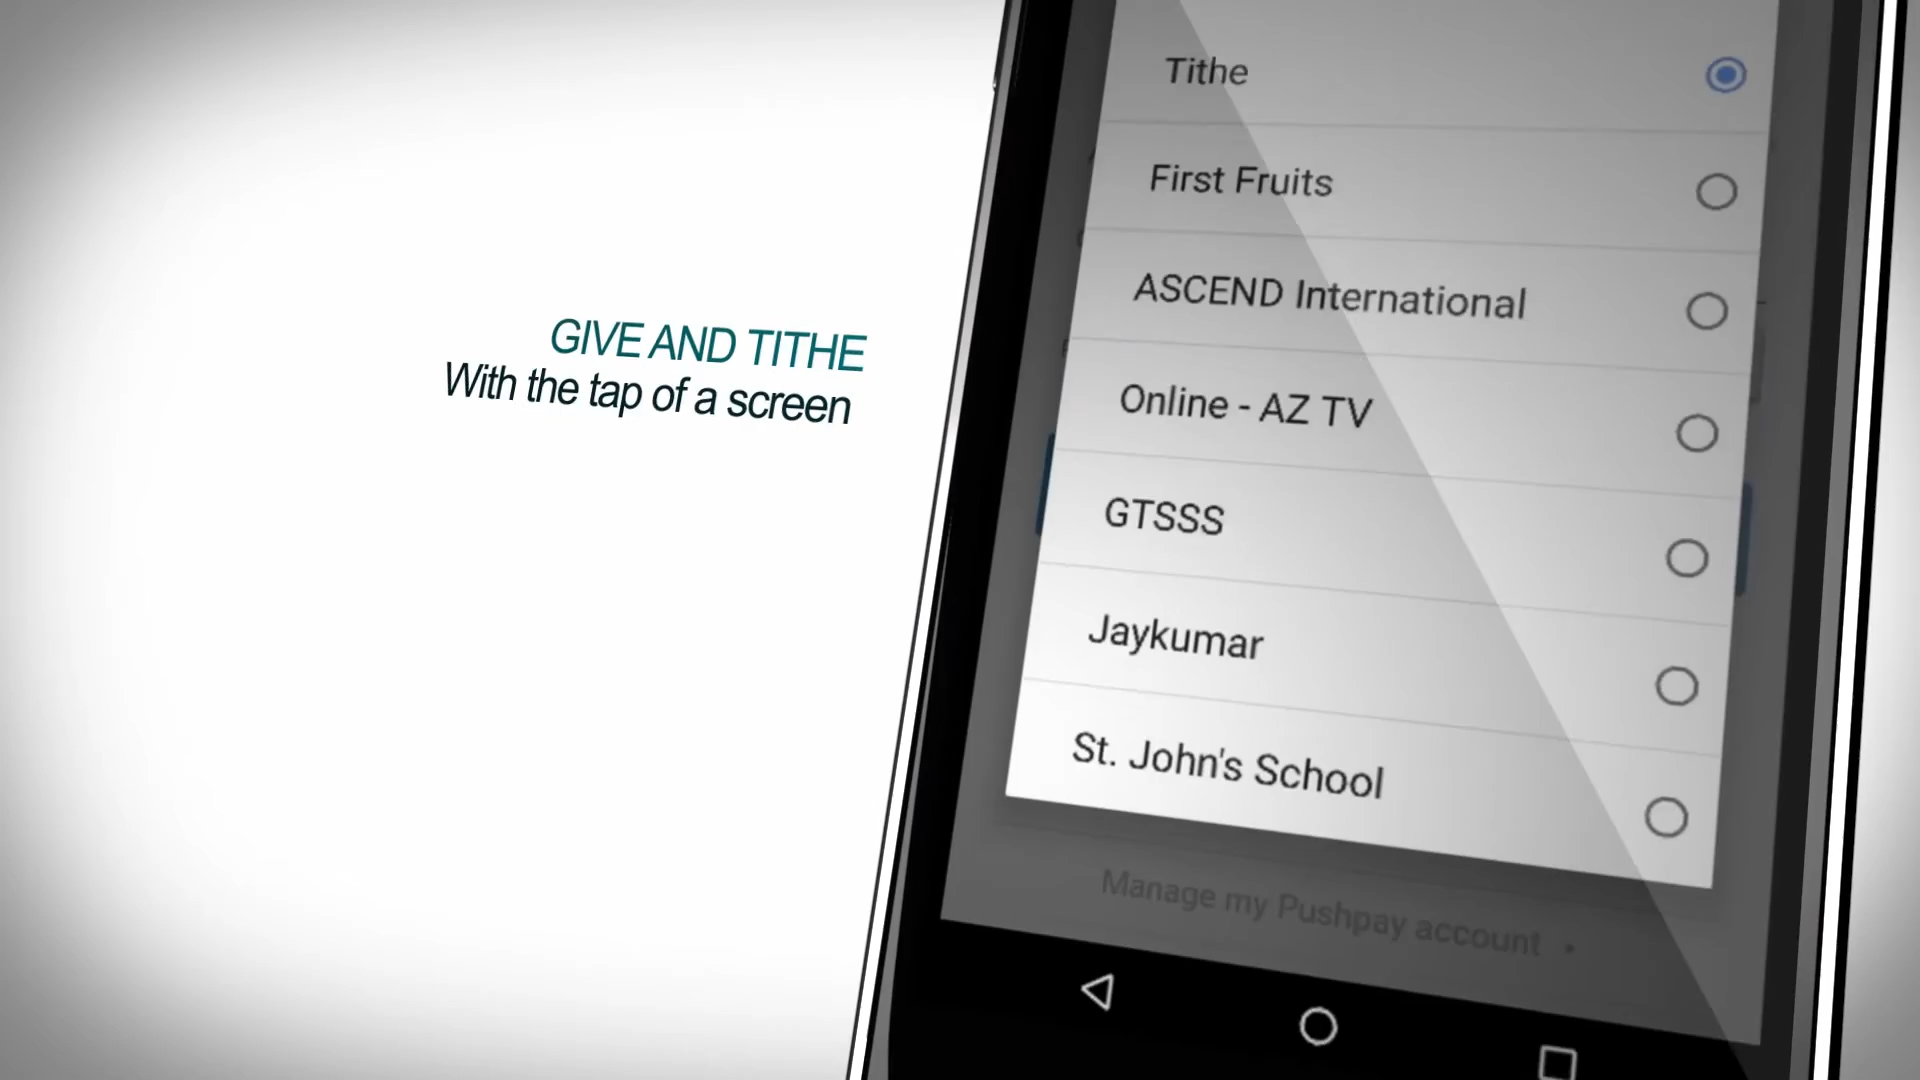 GIVE AND TITHE
With the tap of a screen
Tithe
First Fruits
ASCEND International
Online - AZ TV
GTSSS
Jaykumar
St. John's School
Manage my Pushpay account